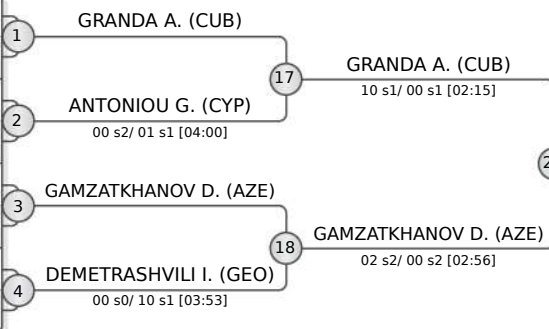 GRANDA A. (CUB)
1
17
GRANDA A. (CUB)
10 s1/ 00 s1 [02:15]
ANTONIOU G. (CYP)
2
00 s2/ 01 s1 [04:00]
GAMZATKHANOV D. (AZE)
3
18
GAMZATKHANOV D. (AZE)
02 s2/ 00 s2 [02:56]
DEMETRASHVILI I. (GEO)
4
00 s0/ 10 s1 [03:53]